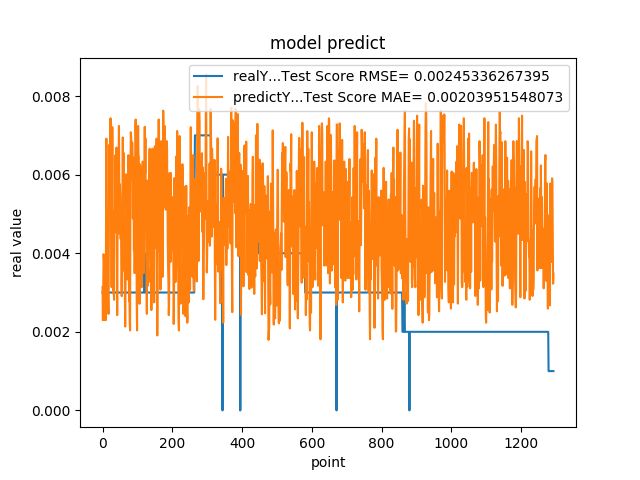 model predict
realY...Test Score RMSE= 0.00245336267395
predictY...Test Score MAE= 0.00203951548073
real value
0.008
0.006
0.004
0.002
0.000
0 200 400 600 800 1000 1200
point